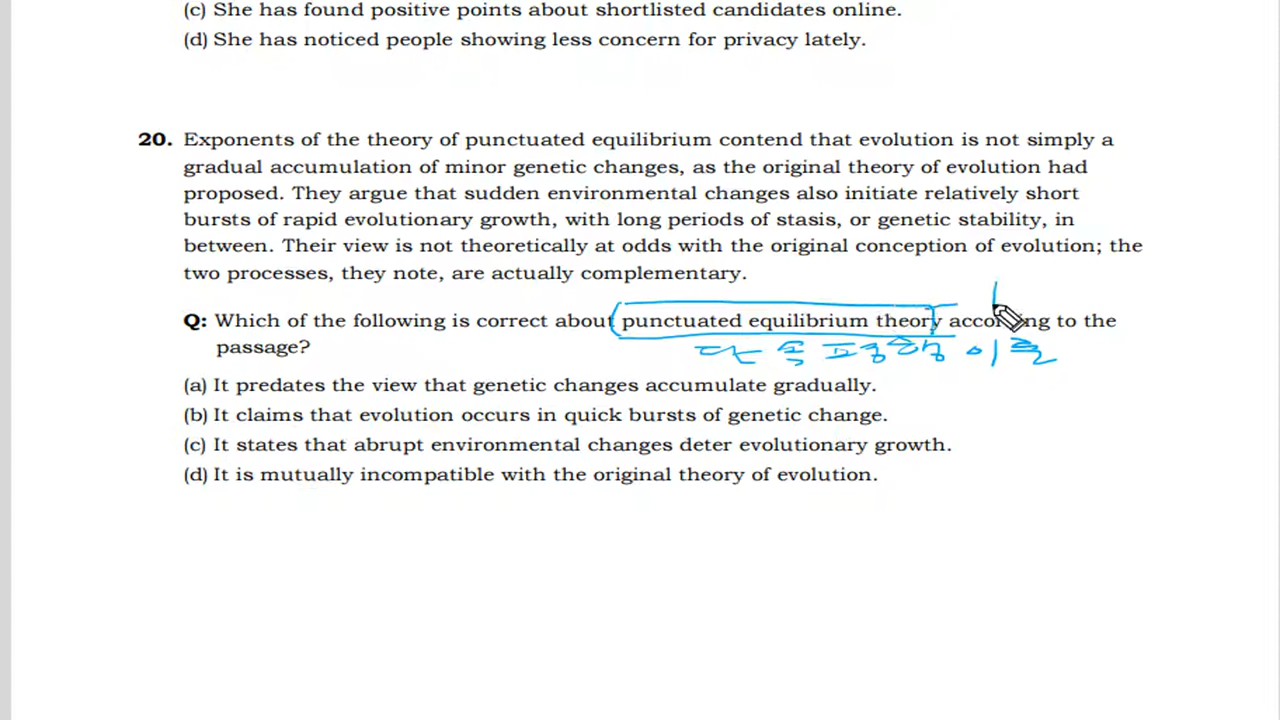 (c) She has found positive points about shortlisted candidates online.
(d) She has noticed people showing less concern for privacy lately.
20. Exponents of the theory of punctuated equilibrium contend that evolution is not simply a
gradual accumulation of minor genetic changes, as the original theory of evolution had
proposed. They argue that sudden environmental changes also initiate relatively short
bursts of rapid evolutionary growth, with long periods of stasis, or genetic stability, in
between. Their view is not theoretically at odds with the original conception of evolution; the
two processes, they note, are actually complementary.
Q: Which of the following is correct about punctuated equilibrium theory according to the
passage?
이론
(a) It predates the view that genetic changes accumulate gradually.
(b) It claims that evolution occurs in quick bursts of genetic change.
(c) It states that abrupt environmental changes deter evolutionary growth.
(d) It is mutually incompatible with the original theory of evolution.